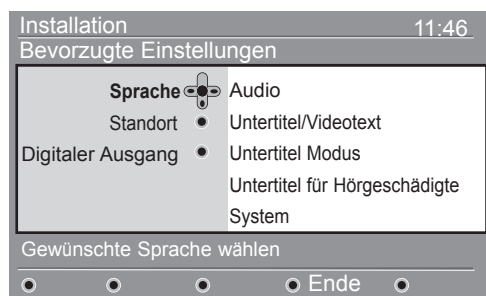 Installation 11:46
Bevorzugte Einstellungen
Sprache Audio
Standort Untertitel/Videotext
Digitaler Ausgang Untertitel Modus
Untertitel für Hörgeschädigte
System
Gewünschte Sprache wählen
Ende